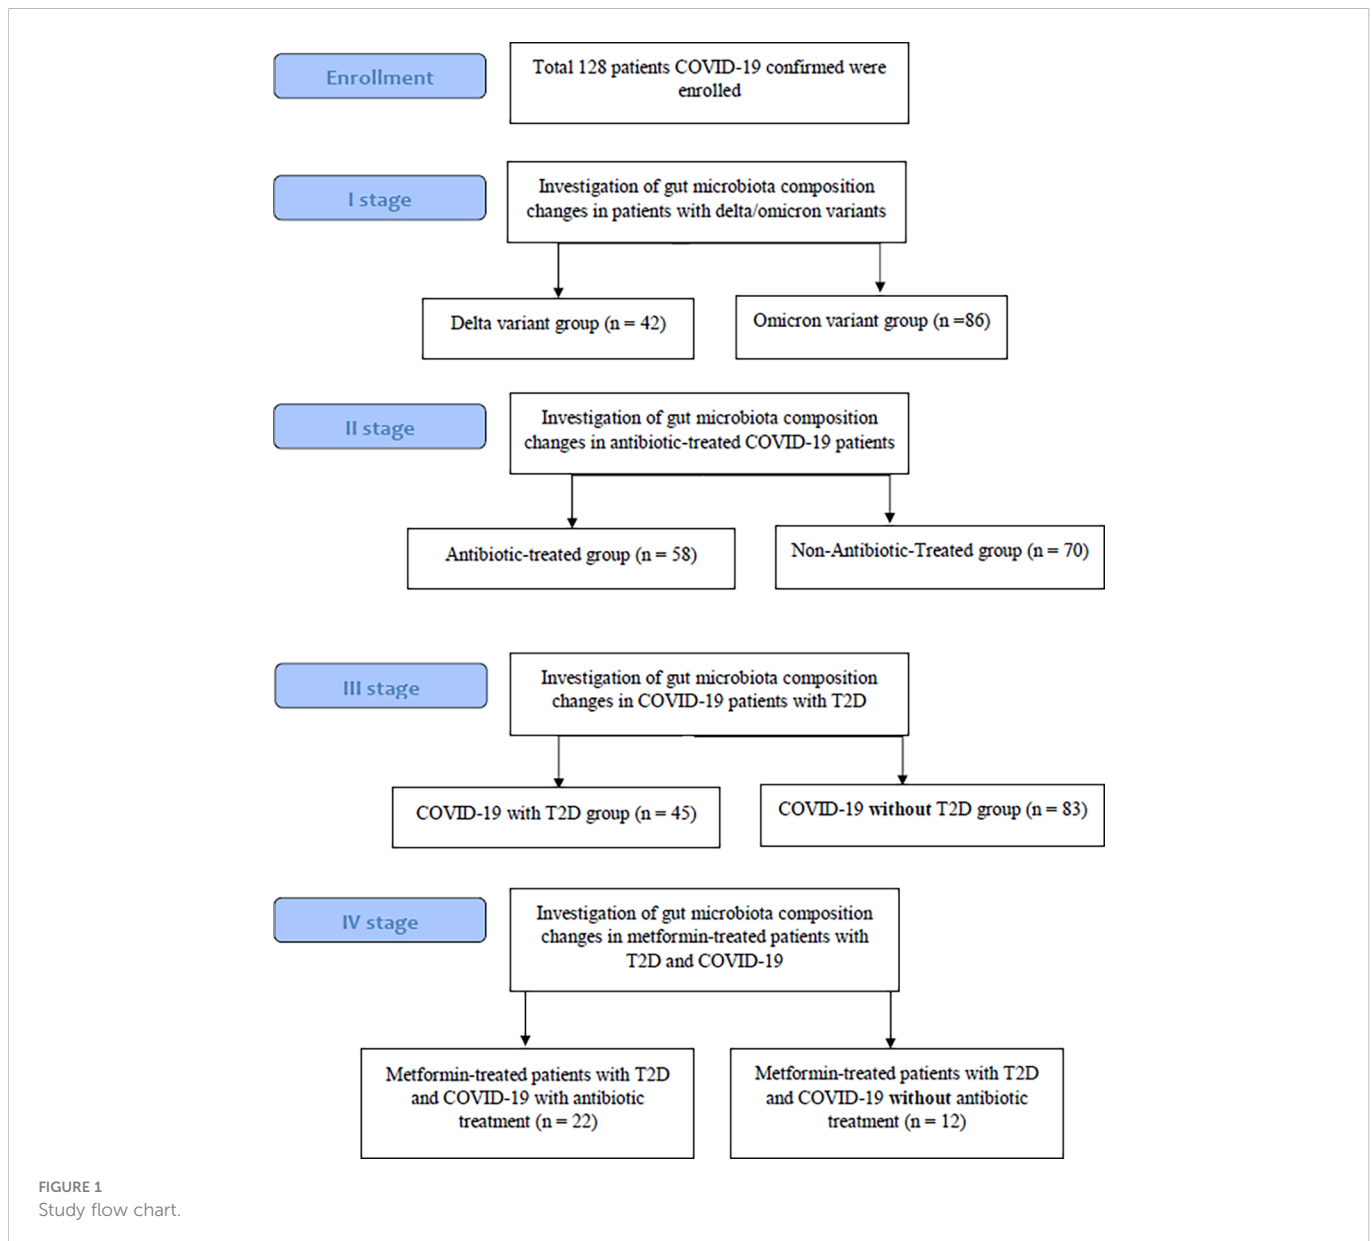 Enrollment
Total 128 patients COVID-19 confirmed were
enrolled
I stage
Investigation of gut microbiota composition
changes in patients with delta/omicron variants
Delta variant group (n = 42)
Omicron variant group (n =86)
II stage
Investigation of gut microbiota composition
changes in antibiotic-treated COVID-19 patients
Antibiotic-treated group (n = 58)
Non-Antibiotic-Treated group (n = 70)
III stage
Investigation of gut microbiota composition
changes in COVID-19 patients with T2D
COVID-19 with T2D group (n = 45)
COVID-19 without T2D group (n = 83)
IV stage
Investigation of gut microbiota composition
changes in metformin-treated patients with
T2D and COVID-19
Metformin-treated patients with T2D
and COVID-19 with antibiotic
treatment (n = 22)
Metformin-treated patients with T2D
and COVID-19 without antibiotic
treatment (n = 12)
FIGURE 1
Study flow chart.